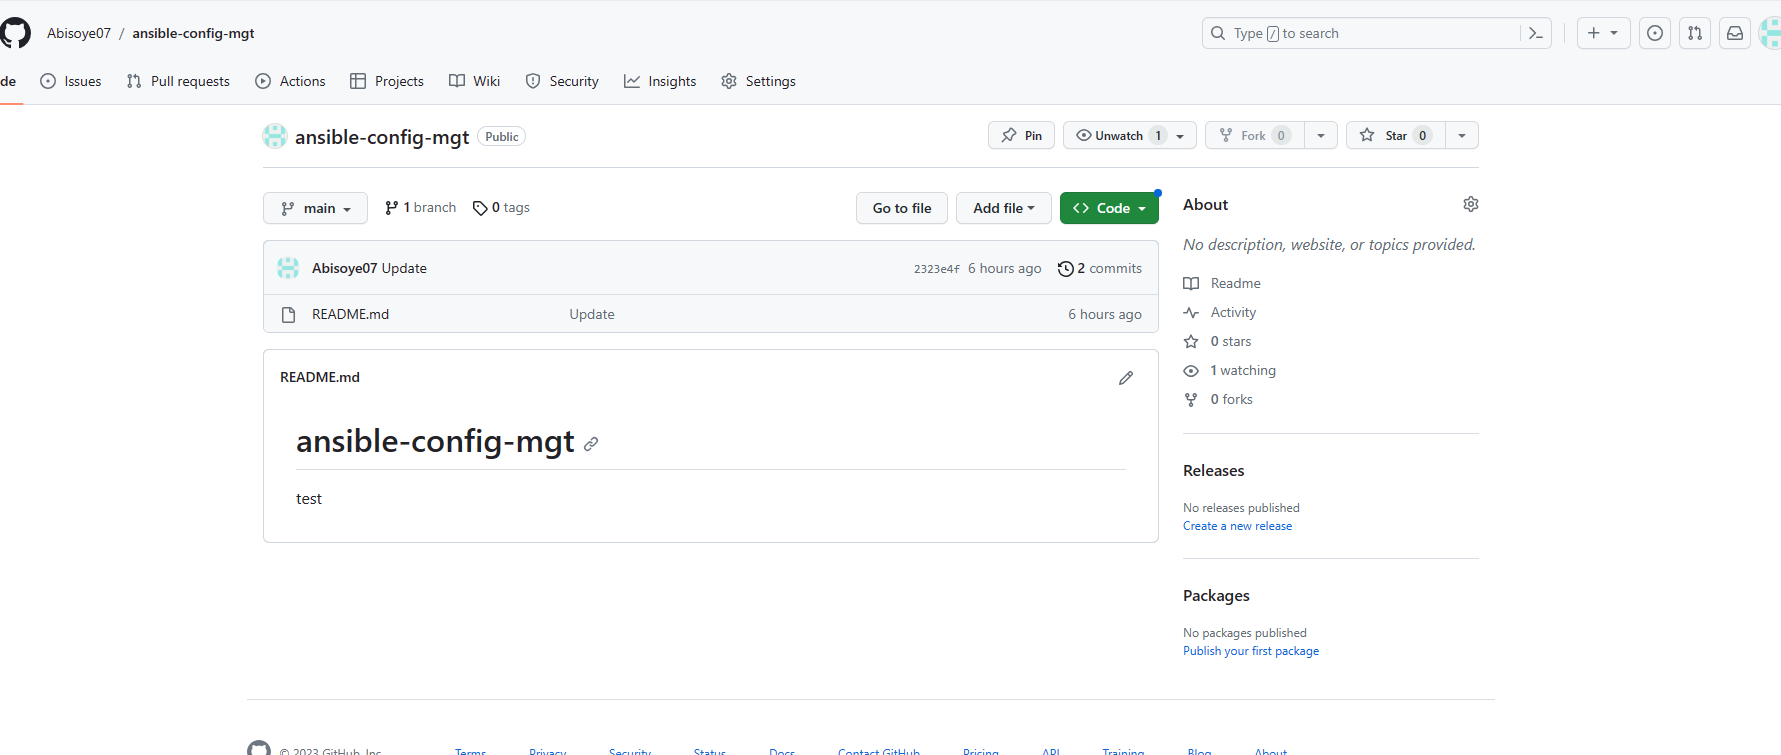 Abisoye07 / ansible-config-mgt
Type / to search
de Issues Pull requests Actions Projects Wiki Security Insights Settings
ansible-config-mgt Public
Pin Unwatch 1 Fork 0 Star 0
main 1 branch 0 tags Go to file Add file <> Code
About
No description, website, or topics provided.
Abisoye07 Update 2323e4f 6 hours ago 2 commits
README.md Update 6 hours ago
Readme
Activity
0 stars
1 watching
0 forks
README.md
ansible-config-mgt
test
Releases
No releases published
Create a new release
Packages
No packages published
Publish your first package
© 2023 GitHub, Inc. Terms Privacy Security Status Docs Contact GitHub Pricing API Training Blog About